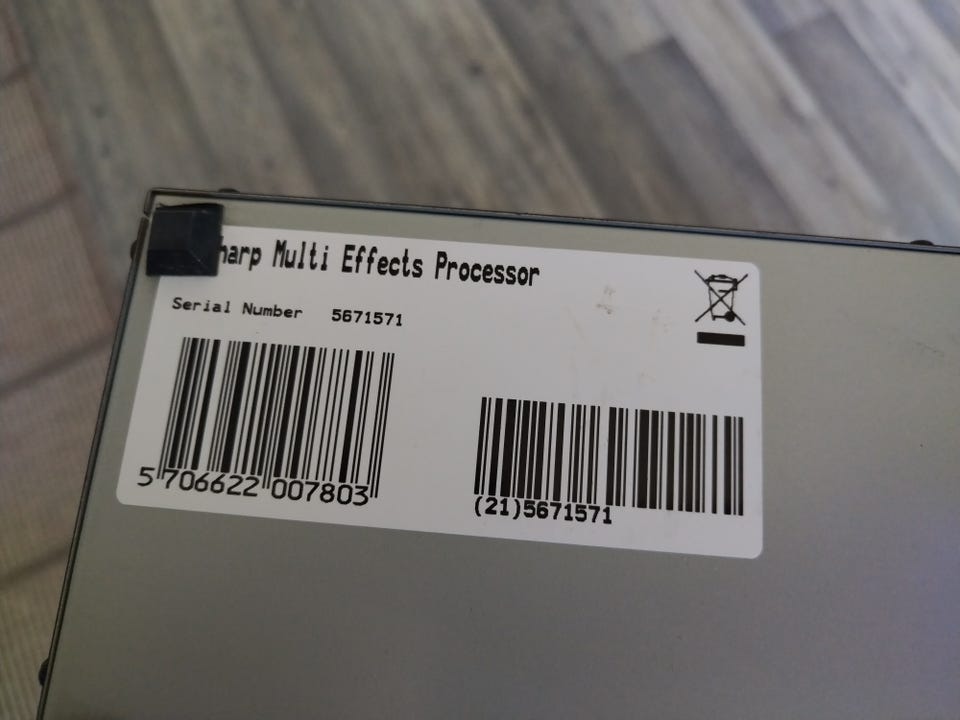 harp Multi Effects Processor
Serial Number 5671571
5 706622 007803
(21)5671571